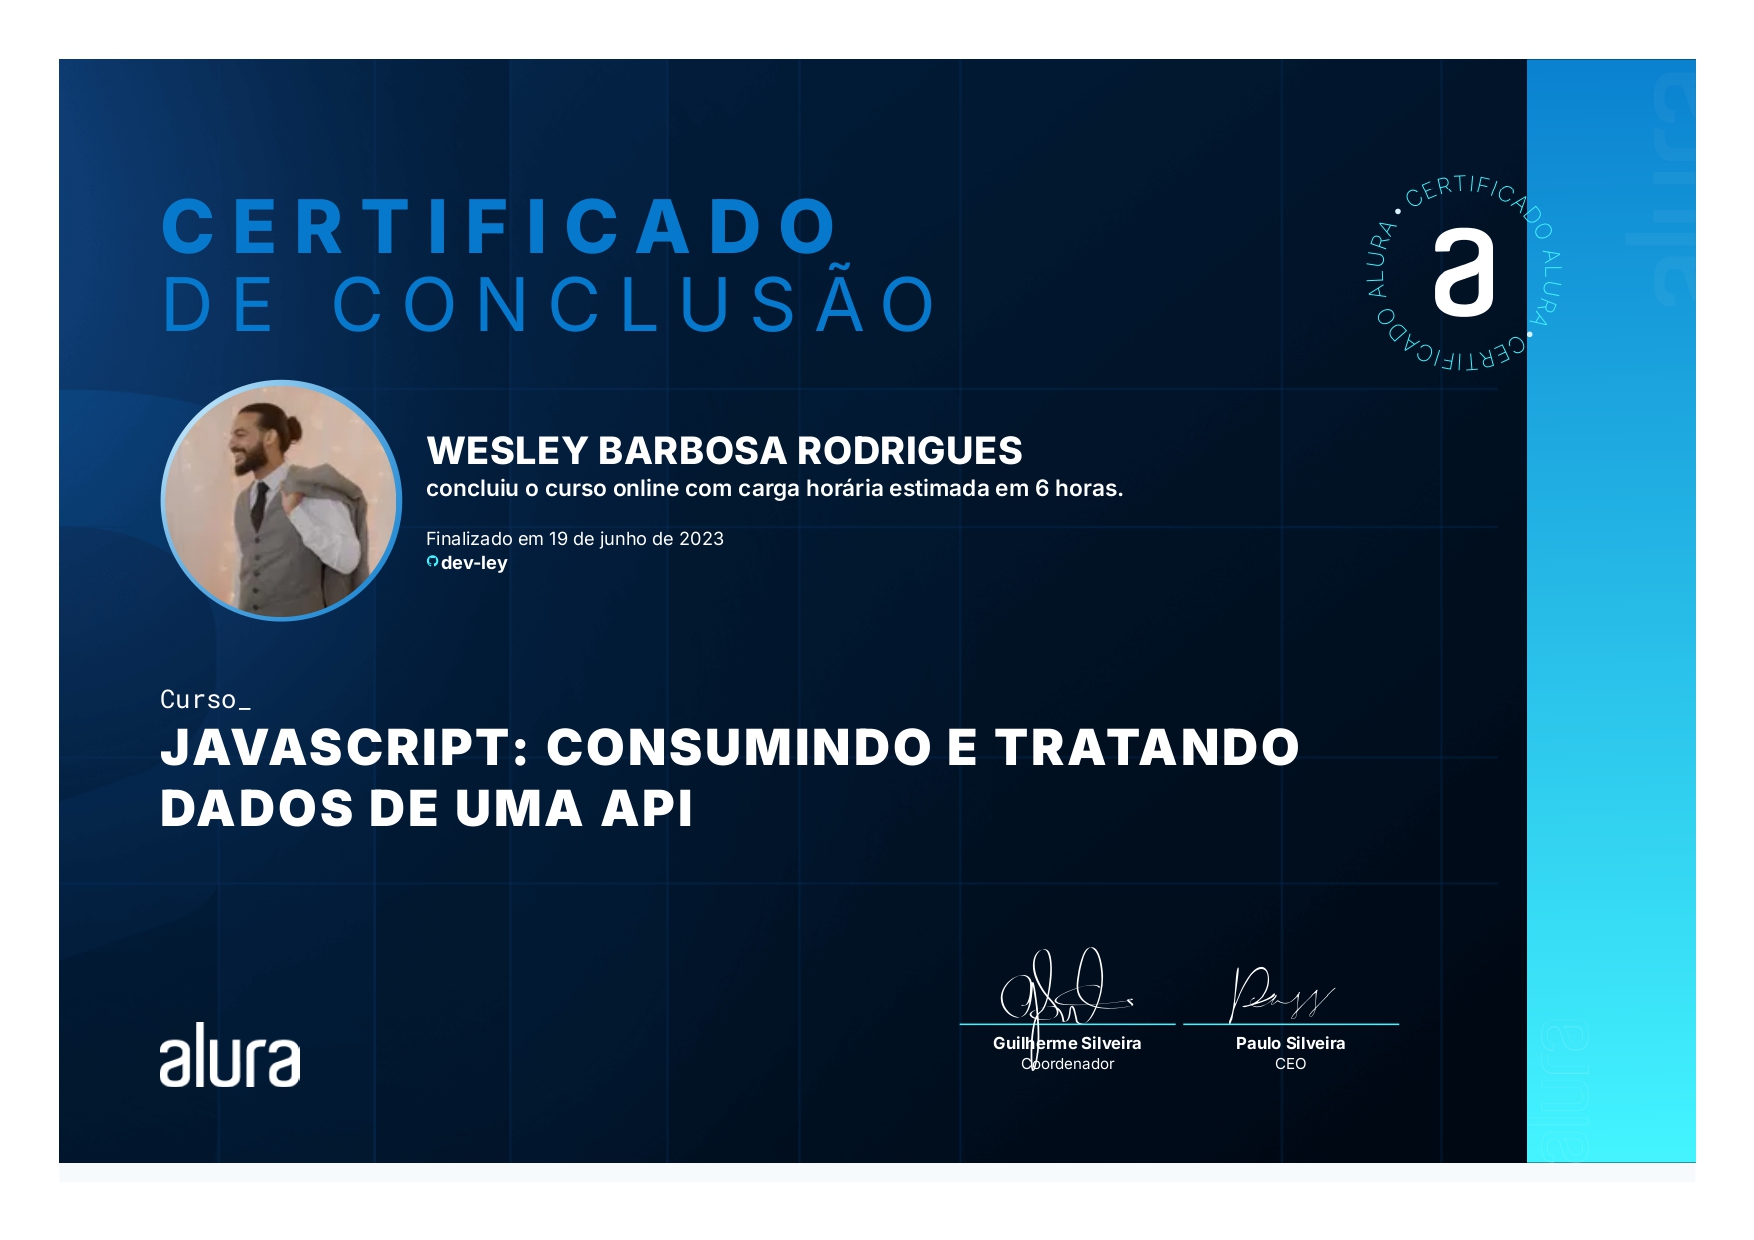 CERTIFICADO
DE CONCLUSÃO
CERTIFICADO ALURA • CERTIFICADO ALURA •
a
alura
WESLEY BARBOSA RODRIGUES
concluiu o curso online com carga horária estimada em 6 horas.
Finalizado em 19 de junho de 2023
dev-ley
Curso_
JAVASCRIPT: CONSUMINDO E TRATANDO
DADOS DE UMA API
alura
Guilherme Silveira
Coordenador
Paulo Silveira
CEO
alura